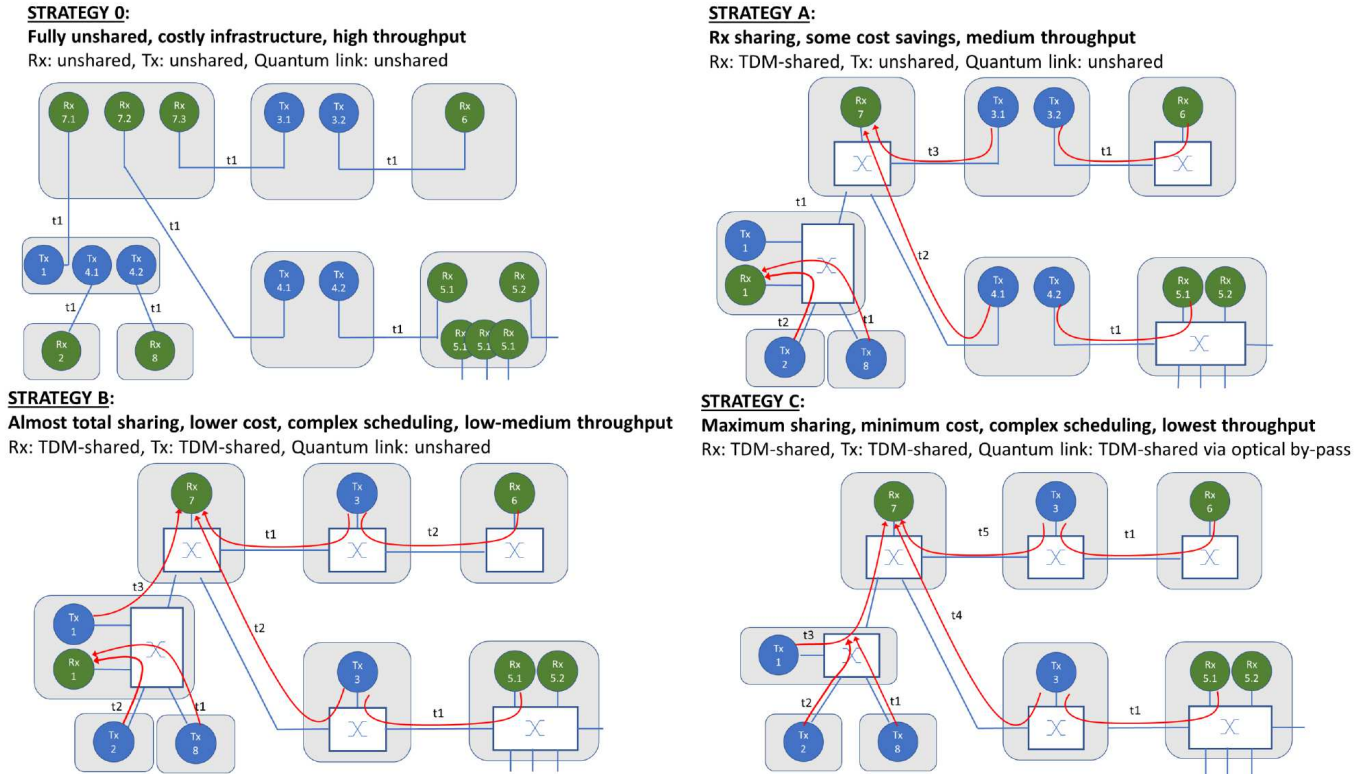 STRATEGY 0:
Fully unshared, costly infrastructure, high throughput
Rx: unshared, Tx: unshared, Quantum link: unshared
Rx 7.1
Rx 7.2
Rx 7.3
Tx 3.1
Tx 3.2
Rx 6
t1
t1
t1
t1
Tx 1
Tx 4.1
Tx 4.2
t1
t1
Rx 2
Rx 8
Tx 4.1
Tx 4.2
t1
Rx 5.1
Rx 5.2
Rx 5.1
Rx 5.1
Rx 5.1
STRATEGY A:
Rx sharing, some cost savings, medium throughput
Rx: TDM-shared, Tx: unshared, Quantum link: unshared
Rx 7
Tx 3.1
Tx 3.2
Rx 6
t3
t1
t1
Tx 1
Rx 1
t2
t2
t1
Tx 2
Tx 8
Tx 4.1
Tx 4.2
t1
Rx 5.1
Rx 5.2
STRATEGY B:
Almost total sharing, lower cost, complex scheduling, low-medium throughput
Rx: TDM-shared, Tx: TDM-shared, Quantum link: unshared
Rx 7
Tx 3
Rx 6
t1
t2
t3
Tx 1
Rx 1
t2
t2
t1
Tx 2
Tx 8
Tx 3
t1
Rx 5.1
Rx 5.2
STRATEGY C:
Maximum sharing, minimum cost, complex scheduling, lowest throughput
Rx: TDM-shared, Tx: TDM-shared, Quantum link: TDM-shared via optical by-pass
Rx 7
Tx 3
Rx 6
t5
t1
t4
Tx 1
t3
t2
t1
Tx 2
Tx 8
Tx 3
t1
Rx 5.1
Rx 5.2